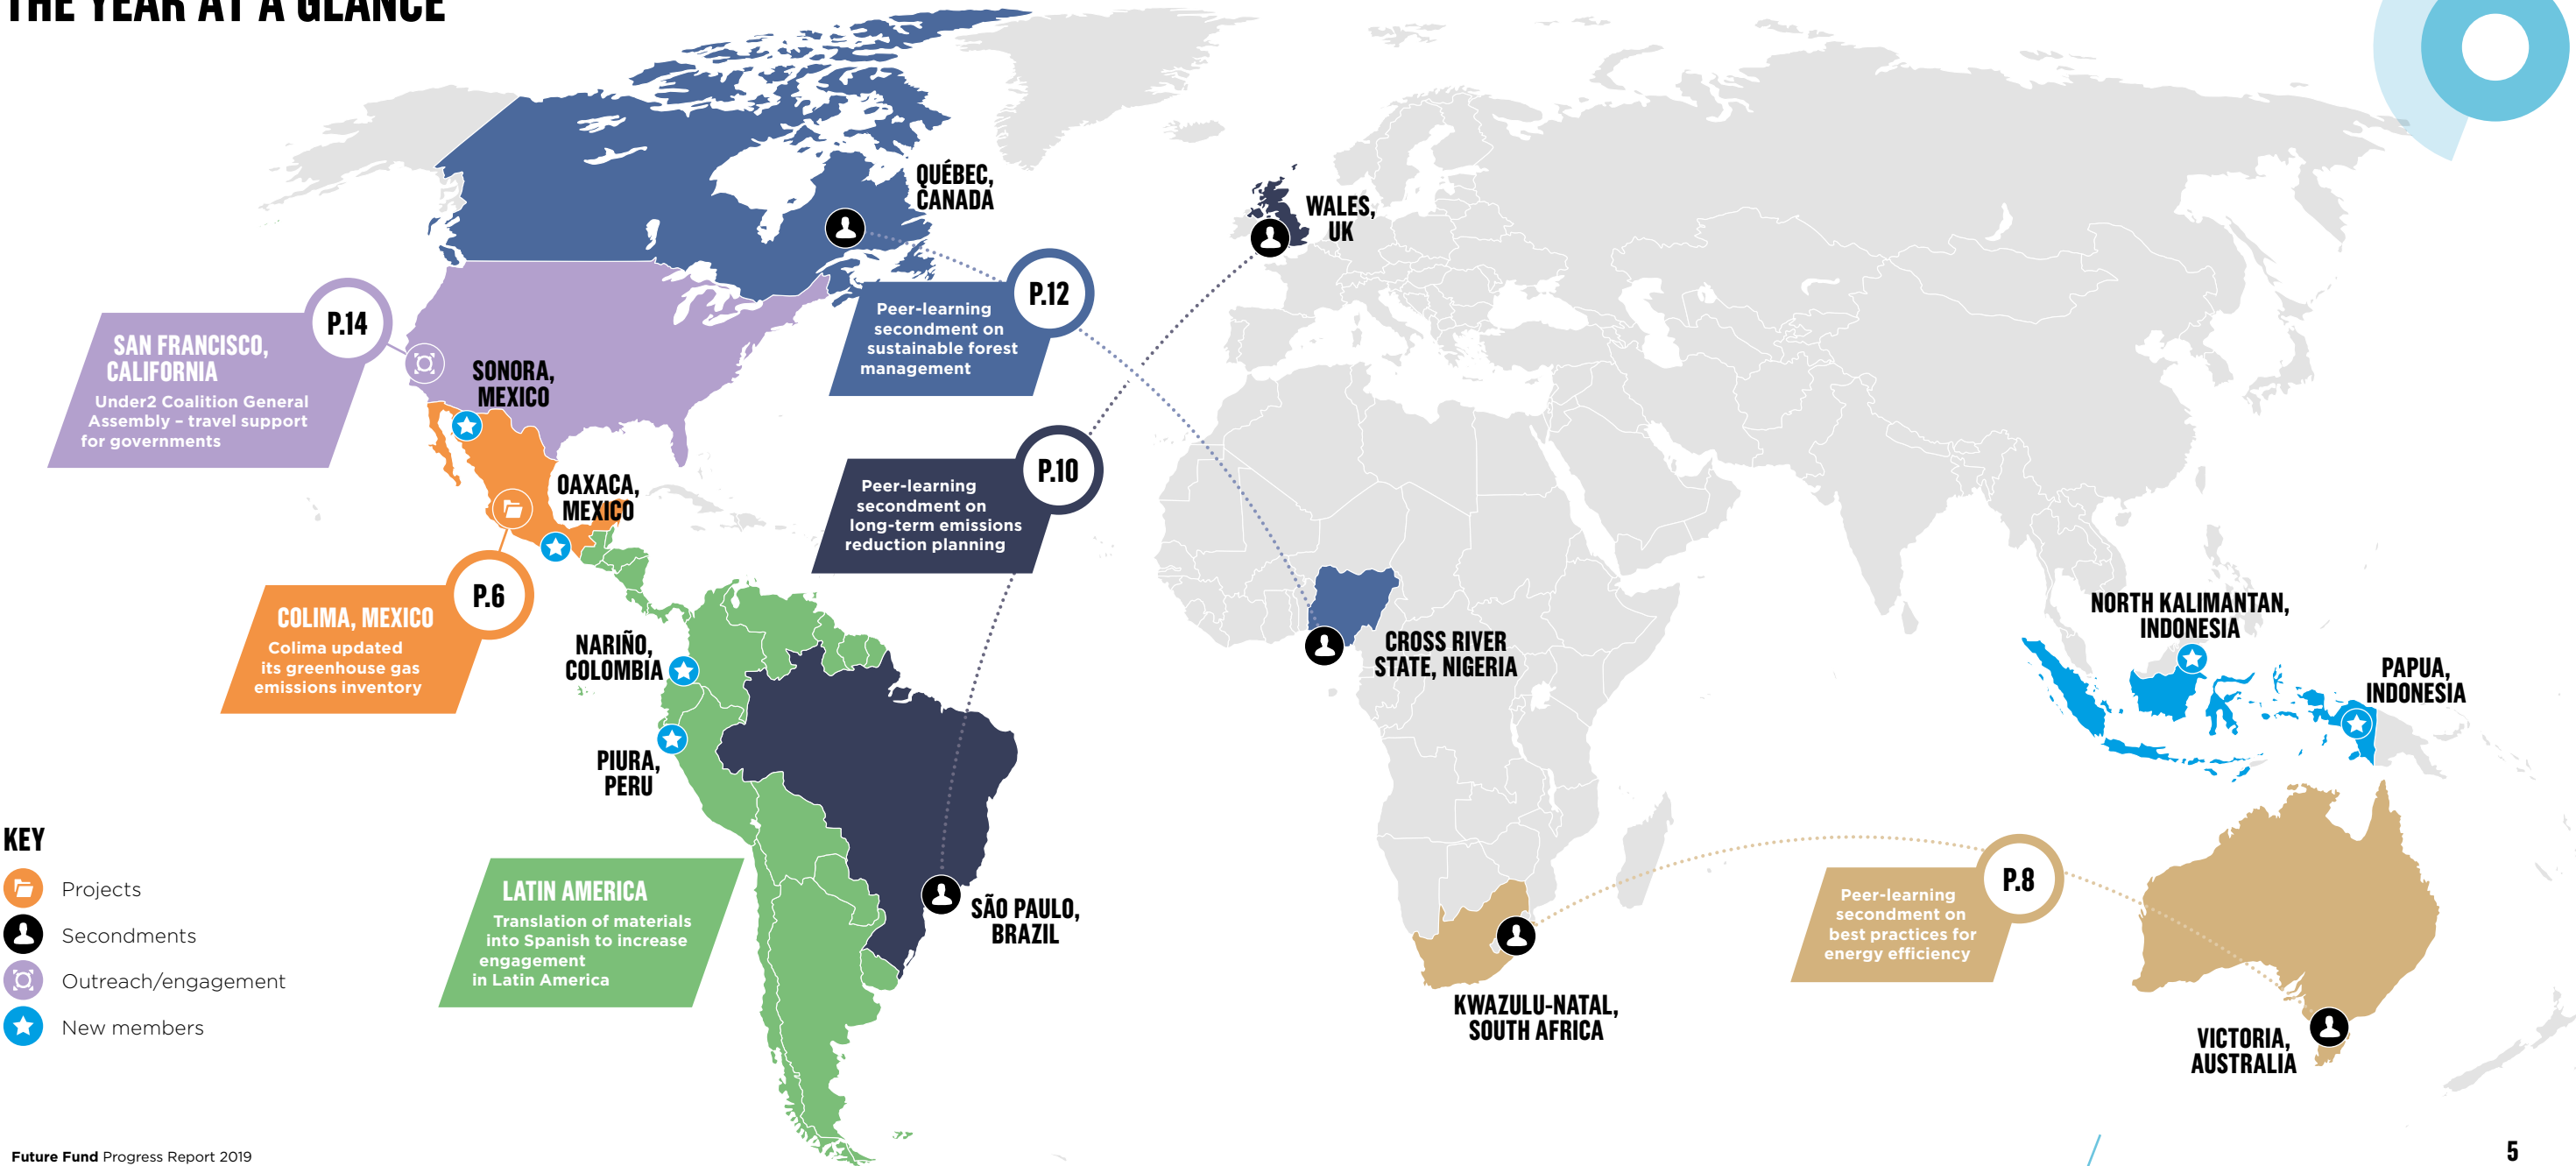 THE YEAR AT A GLANCE
QUÉBEC,
CANADA
WALES,
UK
P.12
Peer-learning
secondment on
sustainable forest
management
P.14
SAN FRANCISCO,
CALIFORNIA
Under2 Coalition General
Assembly – travel support
for governments
SONORA,
MEXICO
P.10
Peer-learning
secondment on
long-term emissions
reduction planning
OAXACA,
MEXICO
P.6
COLIMA, MEXICO
Colima updated
its greenhouse gas
emissions inventory
NARIÑO,
COLOMBIA
CROSS RIVER
STATE, NIGERIA
NORTH KALIMANTAN,
INDONESIA
PAPUA,
INDONESIA
PIURA,
PERU
KEY
Projects
Secondments
Outreach/engagement
New members
LATIN AMERICA
Translation of materials
into Spanish to increase
engagement
in Latin America
SÃO PAULO,
BRAZIL
P.8
Peer-learning
secondment on
best practices for
energy efficiency
KWAZULU-NATAL,
SOUTH AFRICA
VICTORIA,
AUSTRALIA
Future Fund Progress Report 2019
5